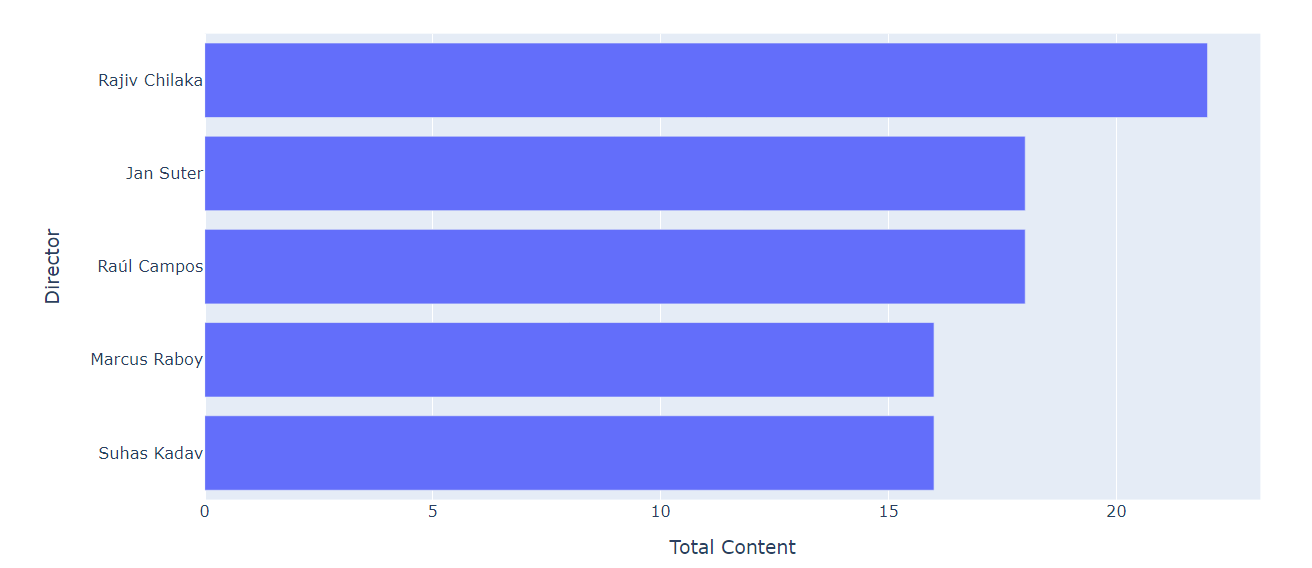 Rajiv Chilaka
Jan Suter
Raúl Campos
Marcus Raboy
Suhas Kadav
Director
0 5 10 15 20
Total Content